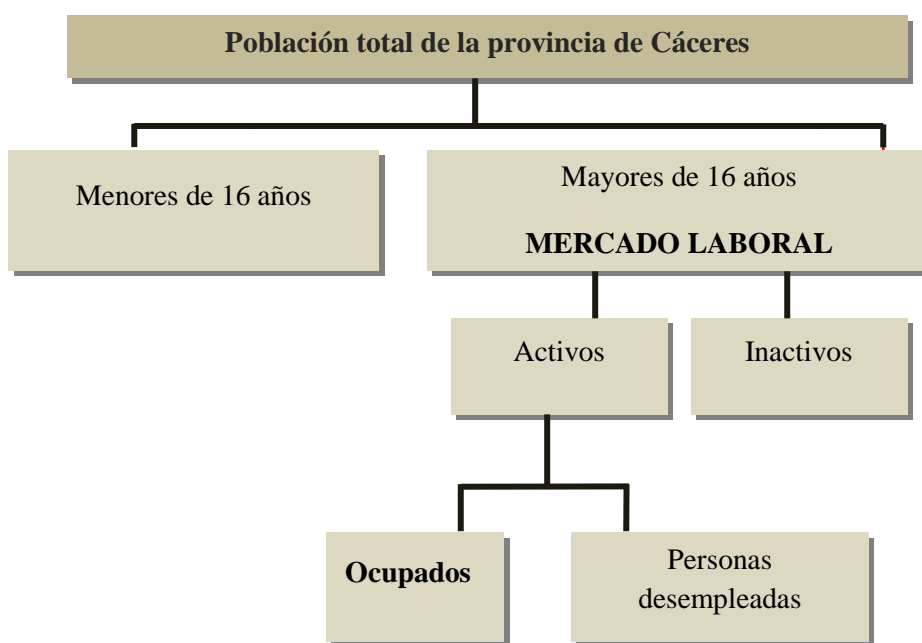 Población total de la provincia de Cáceres
Menores de 16 años
Mayores de 16 años
MERCADO LABORAL
Activos
Inactivos
Ocupados
Personas
desempleadas